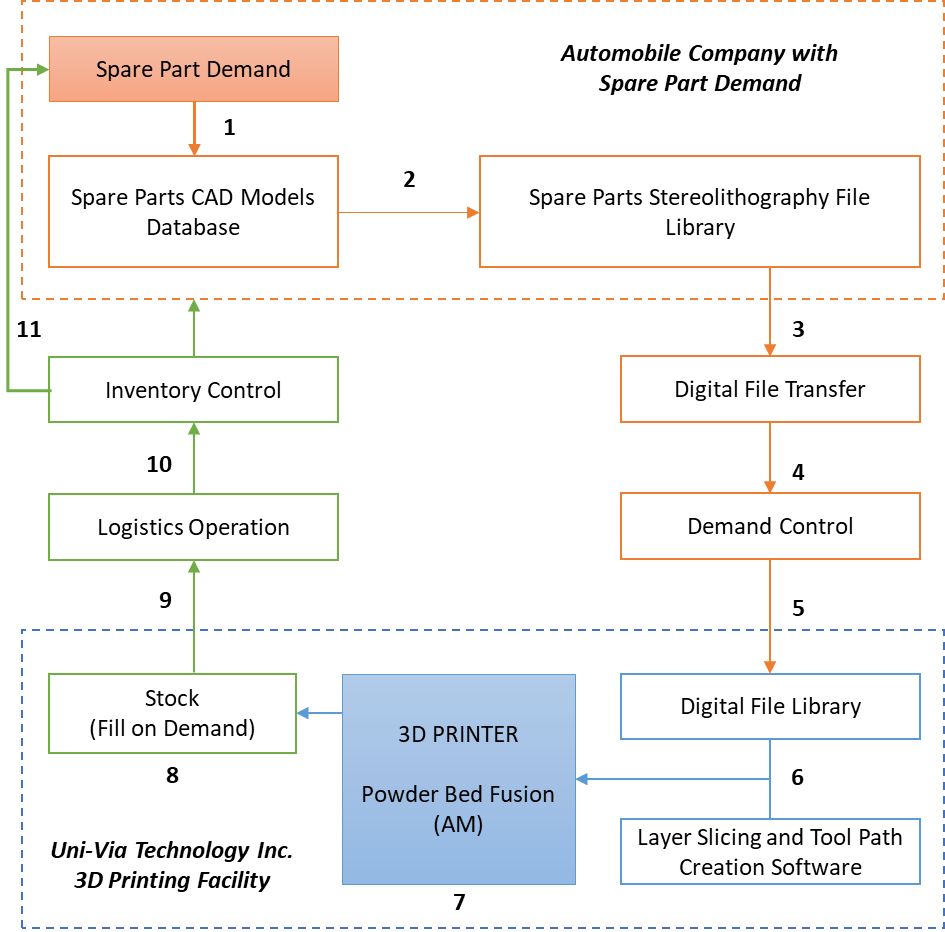 Automobile Company with
Spare Part Demand
Spare Part Demand
1
Spare Parts CAD Models
Database
2
Spare Parts Stereolithography File
Library
3
Digital File Transfer
4
Demand Control
5
Digital File Library
6
Layer Slicing and Tool Path
Creation Software
3D PRINTER
Powder Bed Fusion
(AM)
7
Stock
(Fill on Demand)
8
Uni-Via Technology Inc.
3D Printing Facility
9
Logistics Operation
10
Inventory Control
11